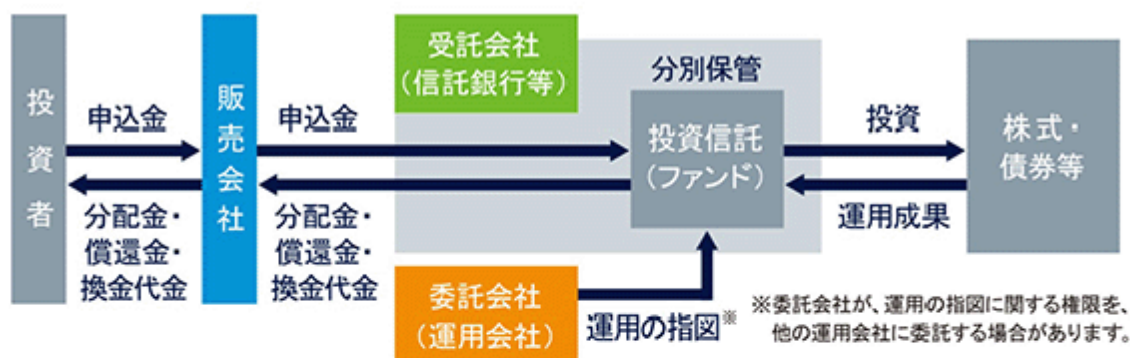 投資者
申込金
分配金・
償還金・
換金代金
販売会社
申込金
分配金・
償還金・
換金代金
受託会社
(信託銀行等)
分別保管
投資信託
(ファンド)
委託会社
(運用会社)
運用の指図※
投資
運用成果
株式・
債券等
※委託会社が、運用の指図に関する権限を、
他の運用会社に委託する場合があります。